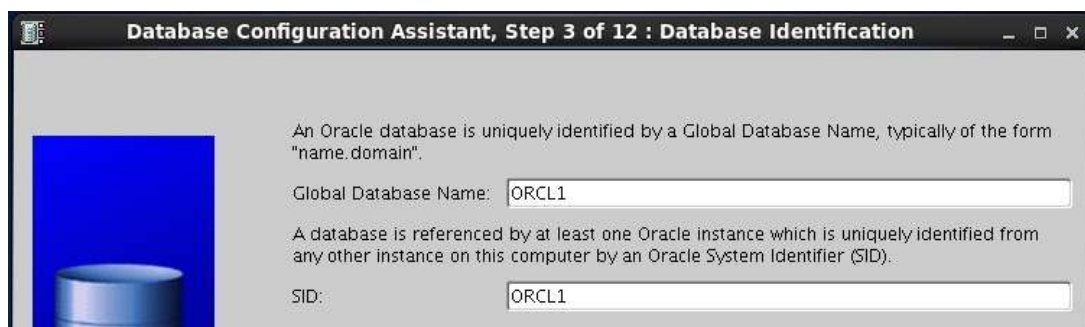 Database Configuration Assistant, Step 3 of 12 : Database Identification
An Oracle database is uniquely identified by a Global Database Name, typically of the form
"name.domain".
Global Database Name: ORCL1
A database is referenced by at least one Oracle instance which is uniquely identified from
any other instance on this computer by an Oracle System Identifier (SID).
SID: ORCL1